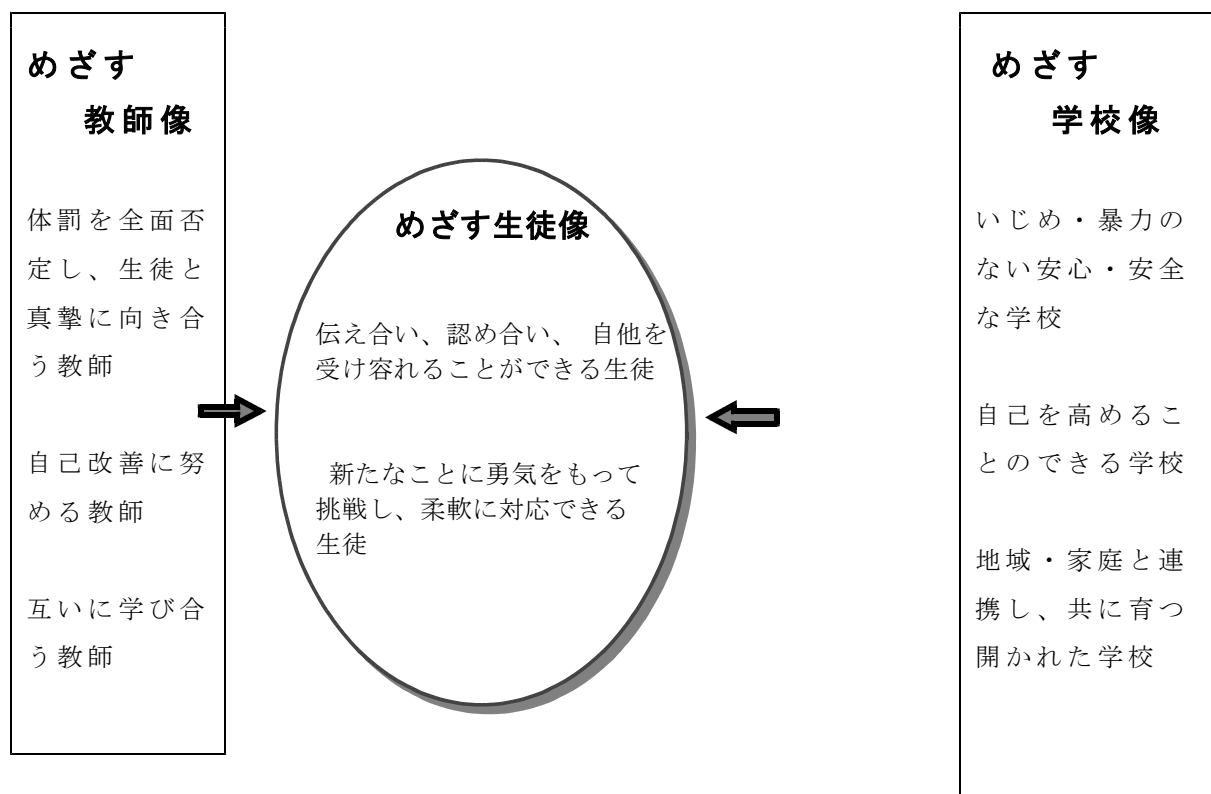 めざす
教師像
体罰を全面否
定し、生徒と
真摯に向き合
う教師
自己改善に努
める教師
互いに学び合
う教師
めざす生徒像
伝え合い、認め合い、 自他を
受け容れることができる生徒
新たなことに勇気をもって
挑戦し、柔軟に対応できる
生徒
めざす
学校像
いじめ・暴力の
ない安心・安全
な学校
自己を高めるこ
とのできる学校
地域・家庭と連
携し、共に育つ
開かれた学校